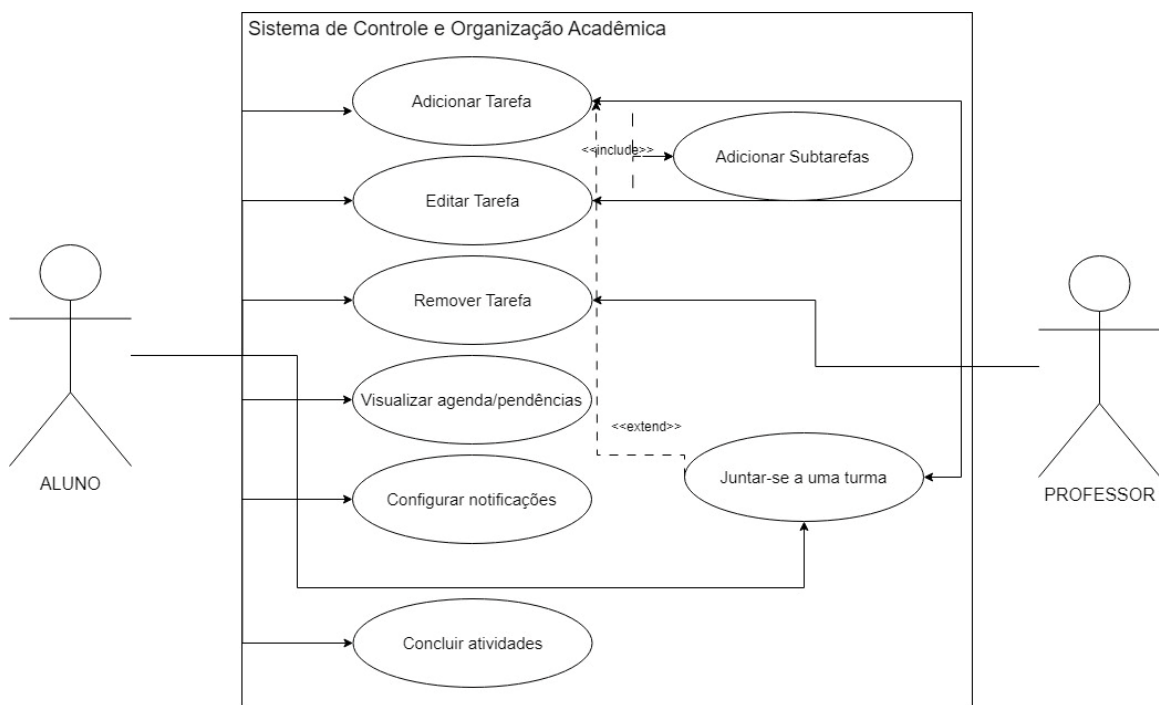 Sistema de Controle e Organização Acadêmica
Adicionar Tarefa
<<include>>
Adicionar Subtarefas
Editar Tarefa
Remover Tarefa
Visualizar agenda/pendências
<<extend>>
Juntar-se a uma turma
ALUNO
PROFESSOR
Configurar notificações
Concluir atividades